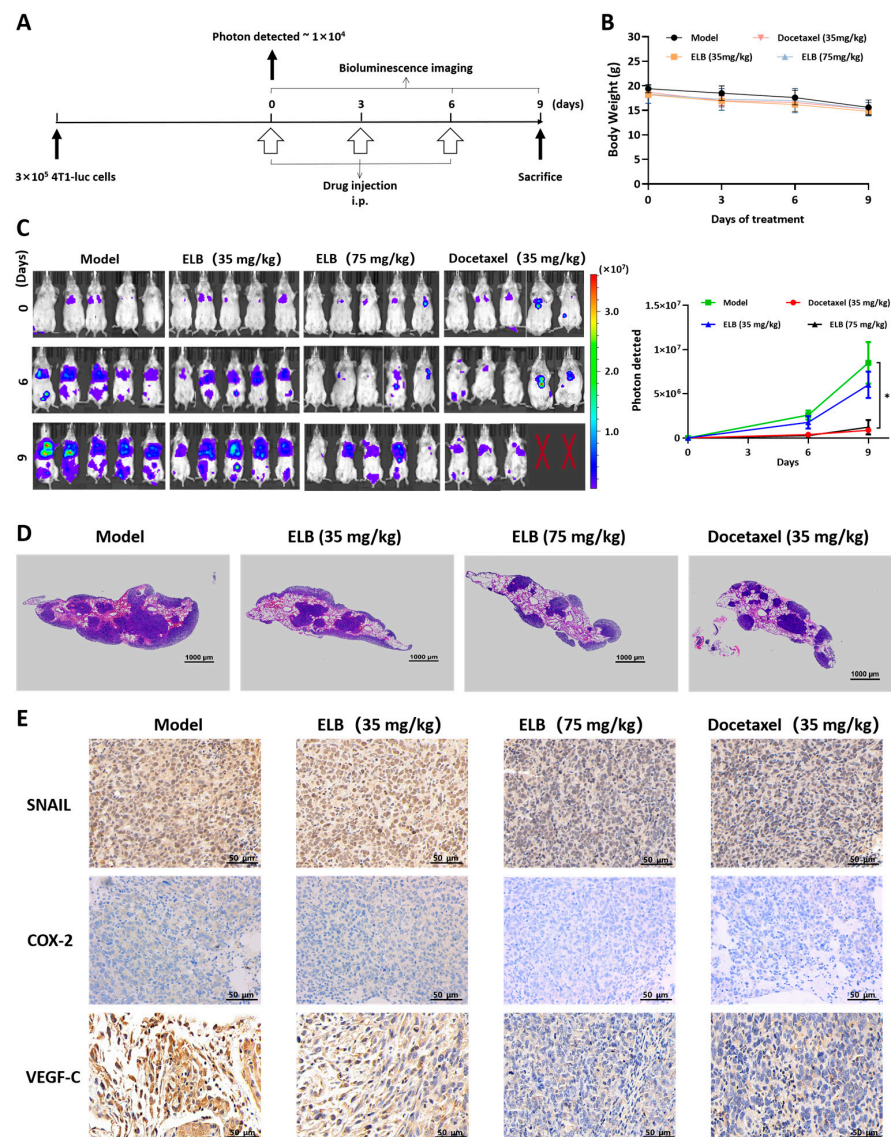 A
Photon detected ~ 1×10⁴
Bioluminescence imaging
0 3 6 9 (days)
3×10⁵ 4T1-luc cells
Drug injection
i.p.
Sacrifice
B
Model
Docetaxel (35mg/kg)
ELB (35mg/kg)
ELB (75mg/kg)
Body Weight (g)
30
25
20
15
10
5
0
0 3 6 9
Days of treatment
C
(Days)
Model
ELB (35 mg/kg)
ELB (75 mg/kg)
Docetaxel (35 mg/kg)
0
6
9
(×10⁷)
3.0
2.0
1.0
Model
Docetaxel (35 mg/kg)
ELB (35 mg/kg)
ELB (75 mg/kg)
Photon detcted
1.5×10⁷
1×10⁷
5×10⁶
0
*
0 6 9
Days
D
Model
ELB (35 mg/kg)
ELB (75 mg/kg)
Docetaxel (35 mg/kg)
1000 μm
1000 μm
1000 μm
1000 μm
E
Model
ELB (35 mg/kg)
ELB (75 mg/kg)
Docetaxel (35 mg/kg)
SNAIL
50 μm
50 μm
50 μm
50 μm
COX-2
50 μm
50 μm
50 μm
50 μm
VEGF-C
50 μm
50 μm
50 μm
50 μm